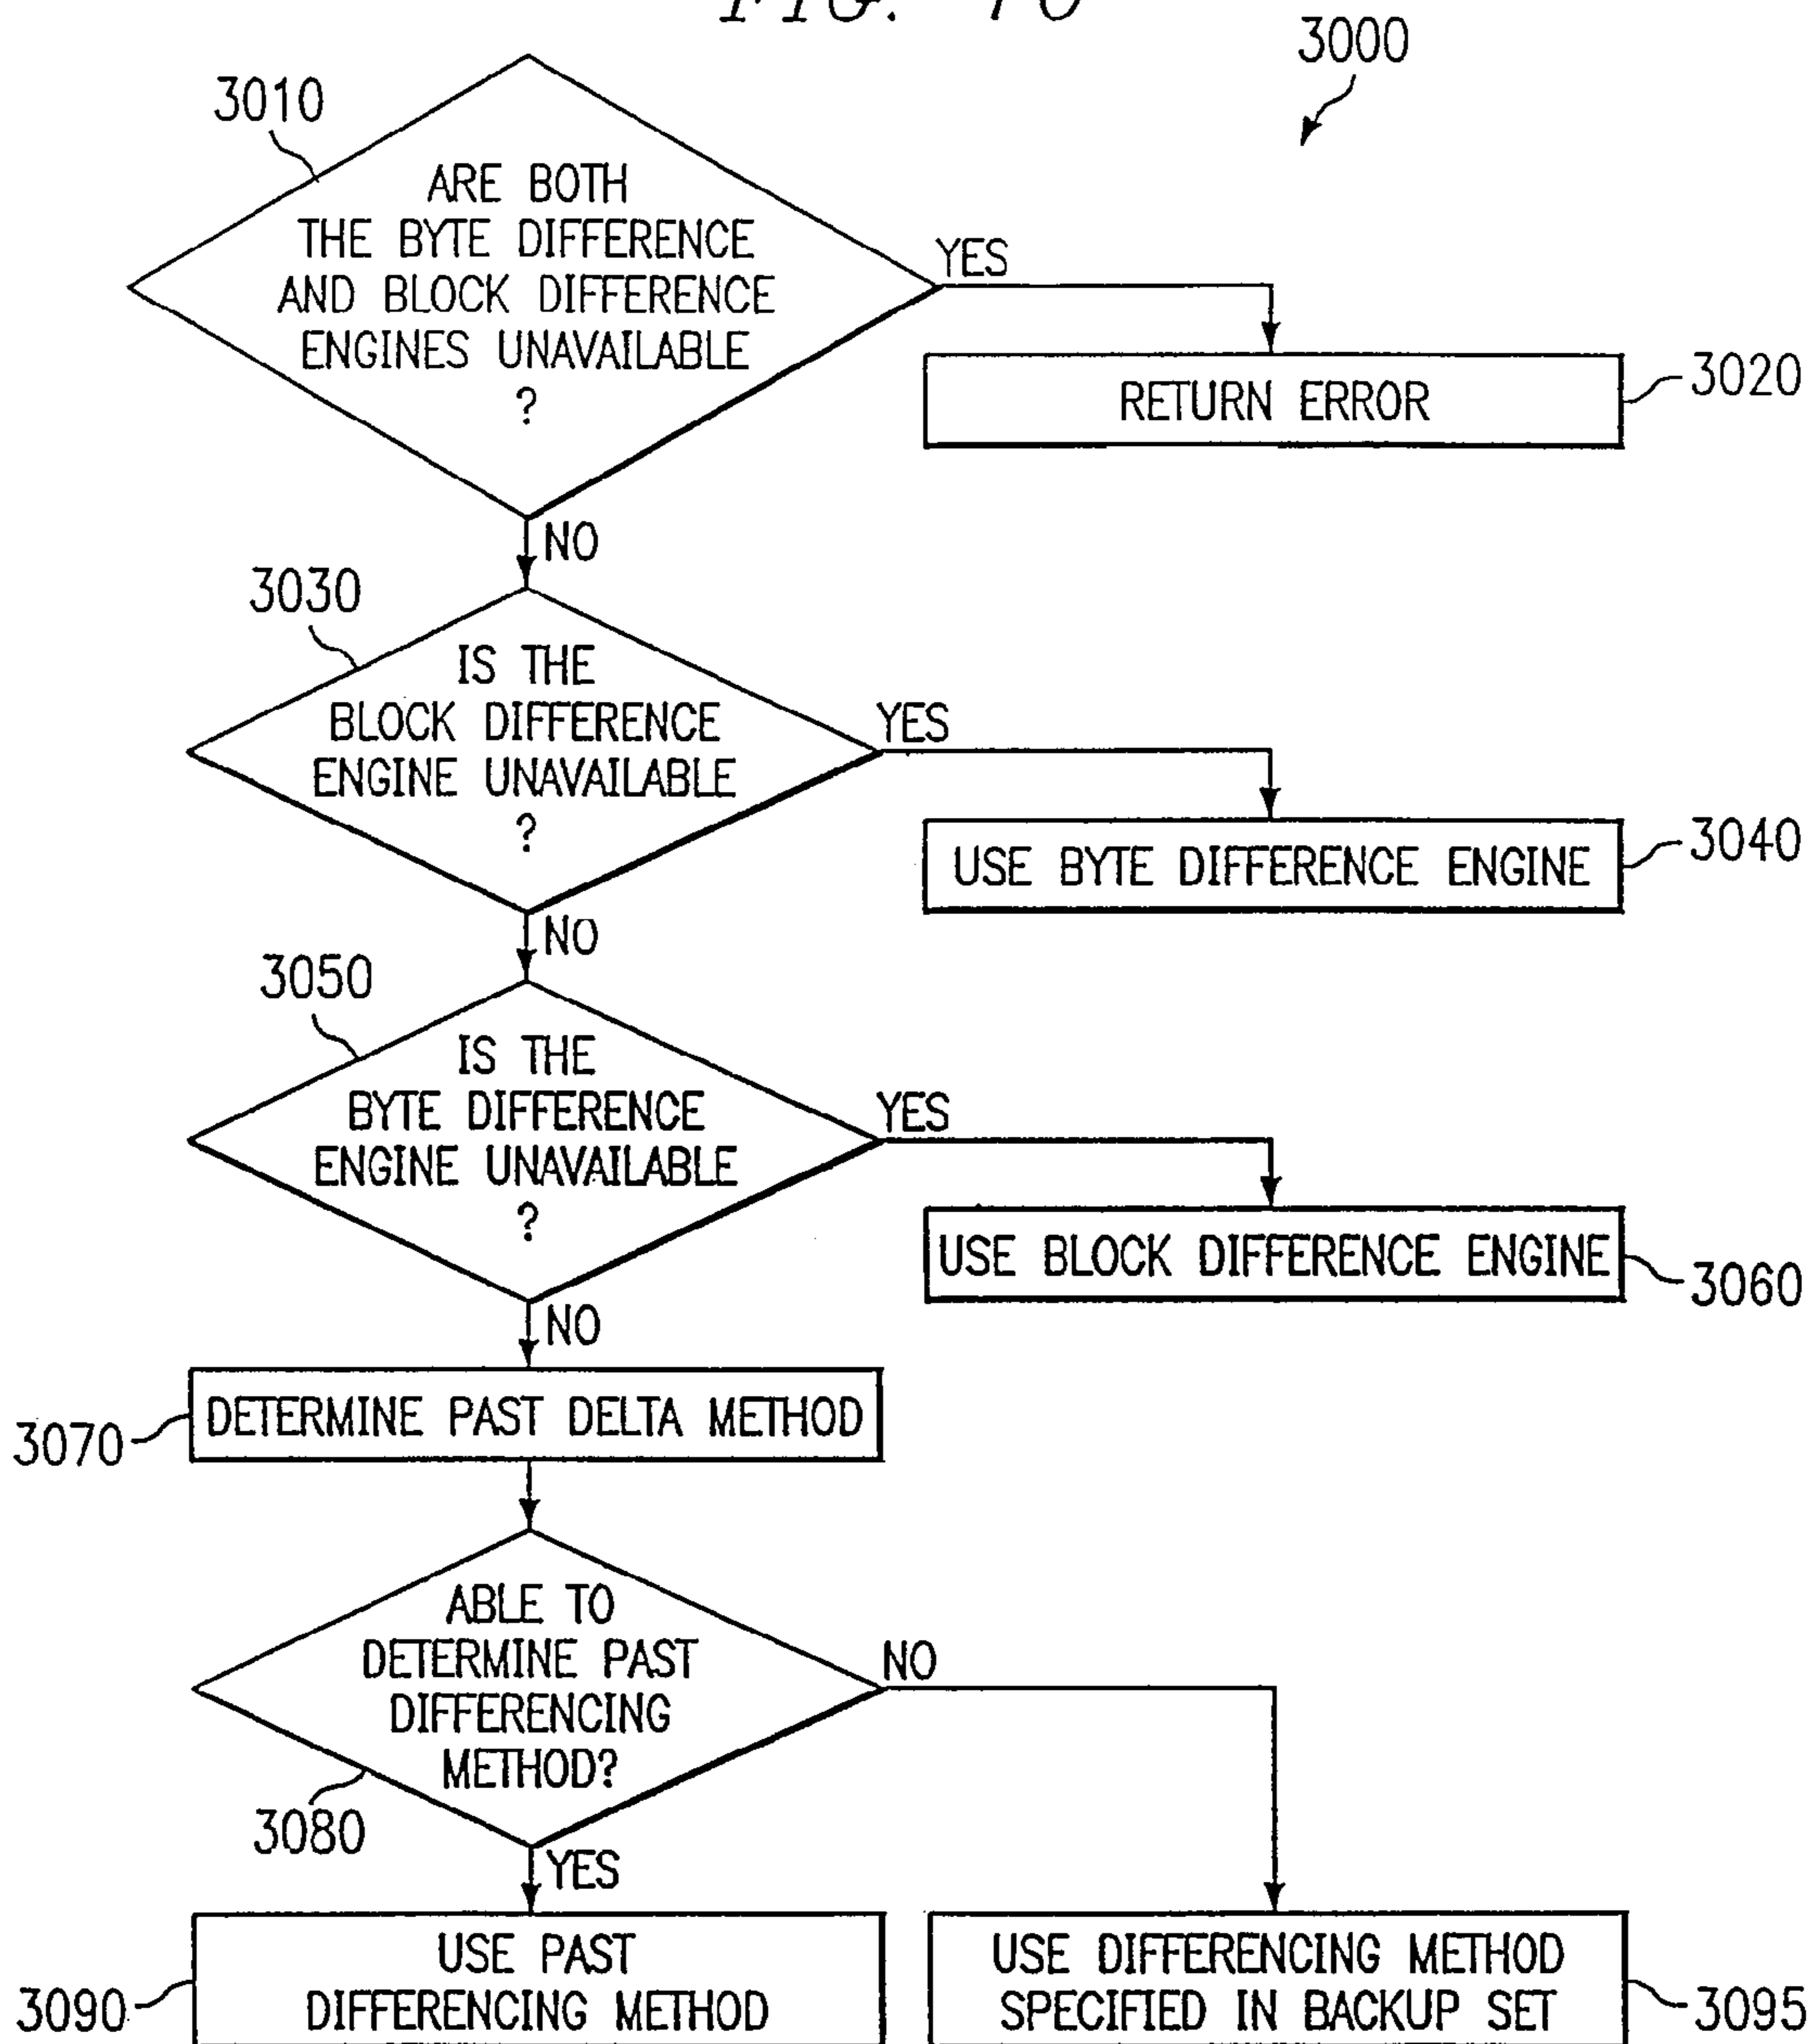 FIG.
3000
3010
ARE BOTH
THE BYTE DIFFERENCE
AND BLOCK DIFFERENCE
ENGINES UNAVAILABLE
?
YES
RETURN ERROR
3020
NO
3030
IS THE
BLOCK DIFFERENCE
ENGINE UNAVAILABLE
?
YES
USE BYTE DIFFERENCE ENGINE
3040
NO
3050
IS THE
BYTE DIFFERENCE
ENGINE UNAVAILABLE
?
YES
USE BLOCK DIFFERENCE ENGINE
3060
NO
DETERMINE PAST DELTA METHOD
3070
ABLE TO
DETERMINE PAST
DIFFERENCING
METHOD?
NO
3080
YES
USE PAST
DIFFERENCING METHOD
3090
USE DIFFERENCING METHOD
SPECIFIED IN BACKUP SET
3095